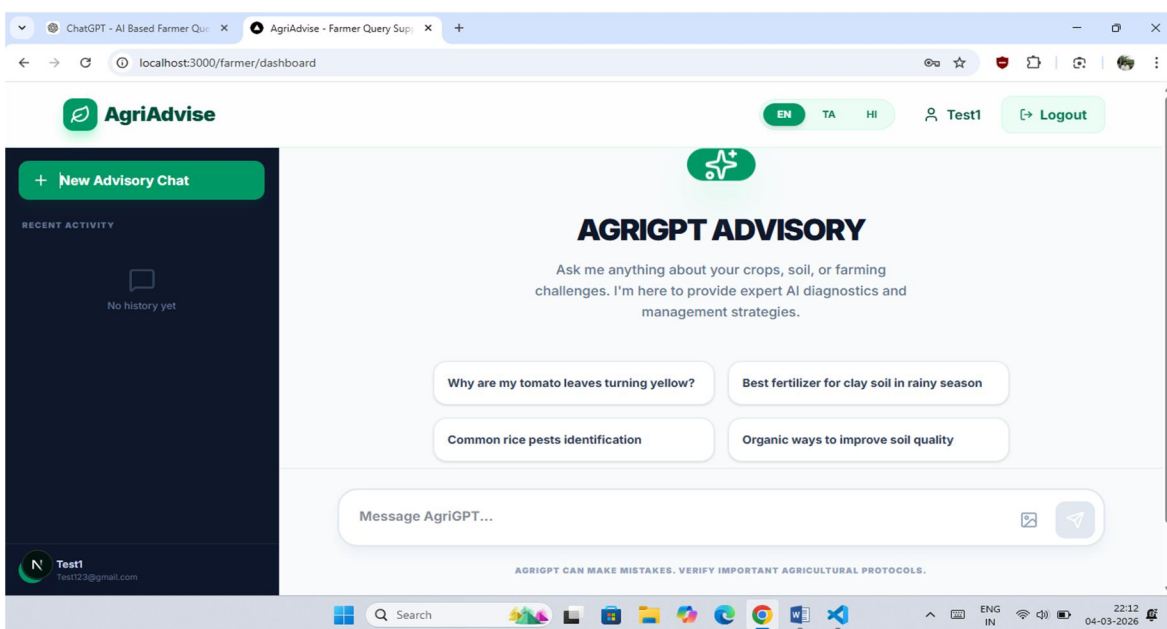 ChatGPT - AI Based Farmer Que
AgriAdvise - Farmer Query Supp
localhost:3000/farmer/dashboard
AgriAdvise
EN TA HI
Test1
Logout
New Advisory Chat
RECENT ACTIVITY
No history yet
AGRIGPT ADVISORY
Ask me anything about your crops, soil, or farming
challenges. I'm here to provide expert AI diagnostics and
management strategies.
Why are my tomato leaves turning yellow?
Best fertilizer for clay soil in rainy season
Common rice pests identification
Organic ways to improve soil quality
Message AgriGPT...
AGRIGPT CAN MAKE MISTAKES. VERIFY IMPORTANT AGRICULTURAL PROTOCOLS.
N
Test1
Test123@gmail.com
Search
ENG
IN
22:12
04-03-2026